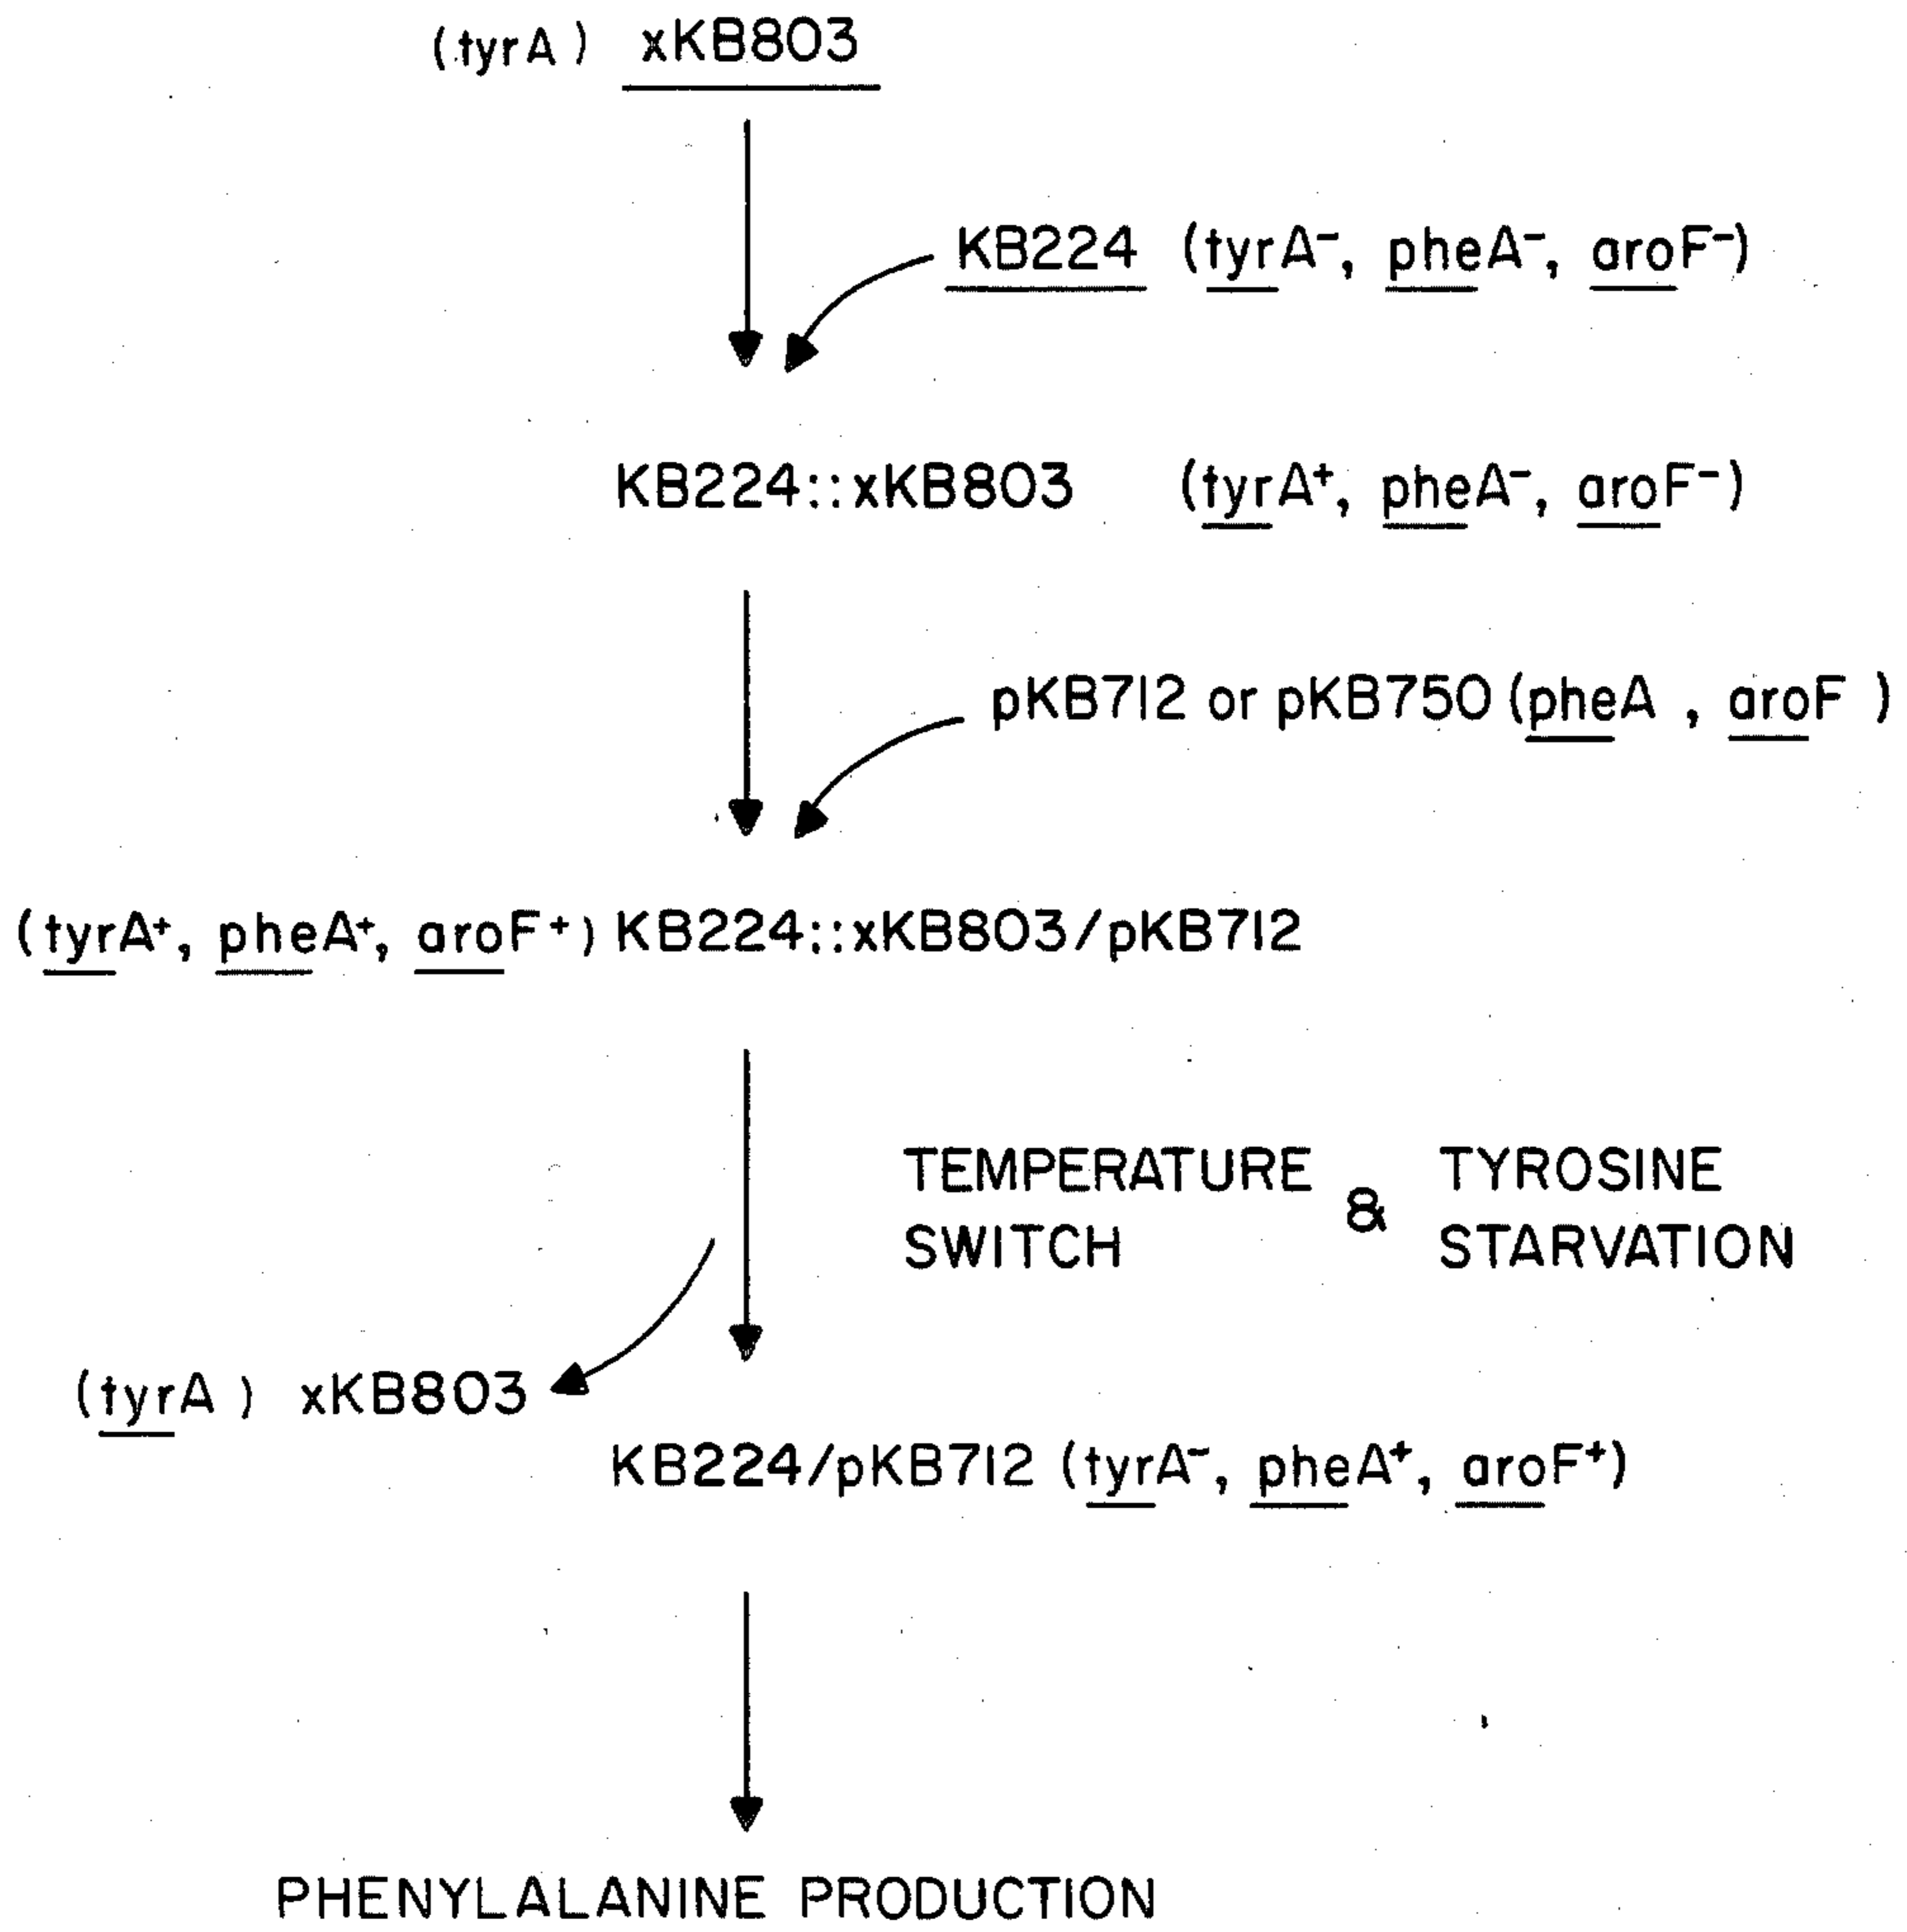 (tyrA) xKB803
KB224 (tyrA⁻, pheA⁻, aroF⁻)
KB224::xKB803 (tyrA⁺, pheA⁻, aroF⁻)
pKB712 or pKB750 (pheA , aroF )
(tyrA⁺, pheA⁺, aroF⁺) KB224::xKB803/pKB712
TEMPERATURE SWITCH & TYROSINE STARVATION
(tyrA ) xKB803
KB224/pKB712 (tyrA⁻, pheA⁺, aroF⁺)
PHENYLALANINE PRODUCTION